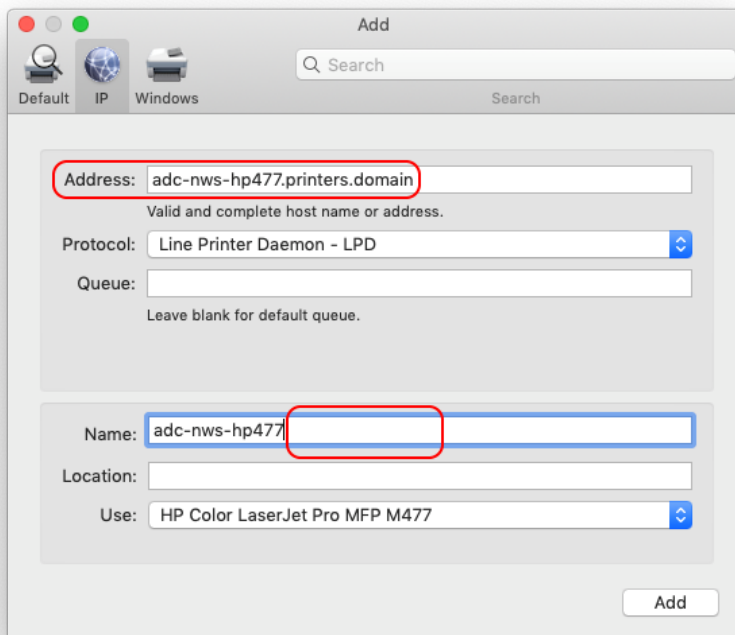 Add
Search
Default IP Windows Search
Address: adc-nws-hp477.printers.domain
Valid and complete host name or address.
Protocol: Line Printer Daemon - LPD
Queue:
Leave blank for default queue.
Name: adc-nws-hp477
Location:
Use: HP Color LaserJet Pro MFP M477
Add